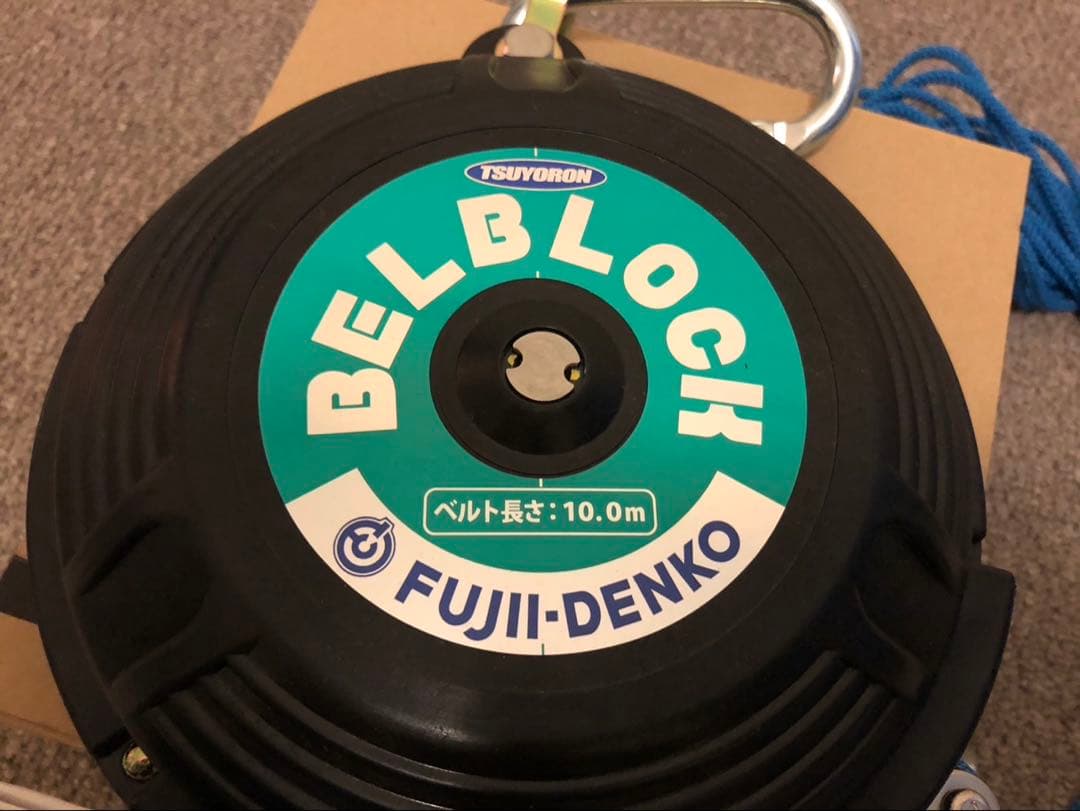 TSUYORON
BELBLOCK
ベルト長さ：10.0m
FUJII-DENKO